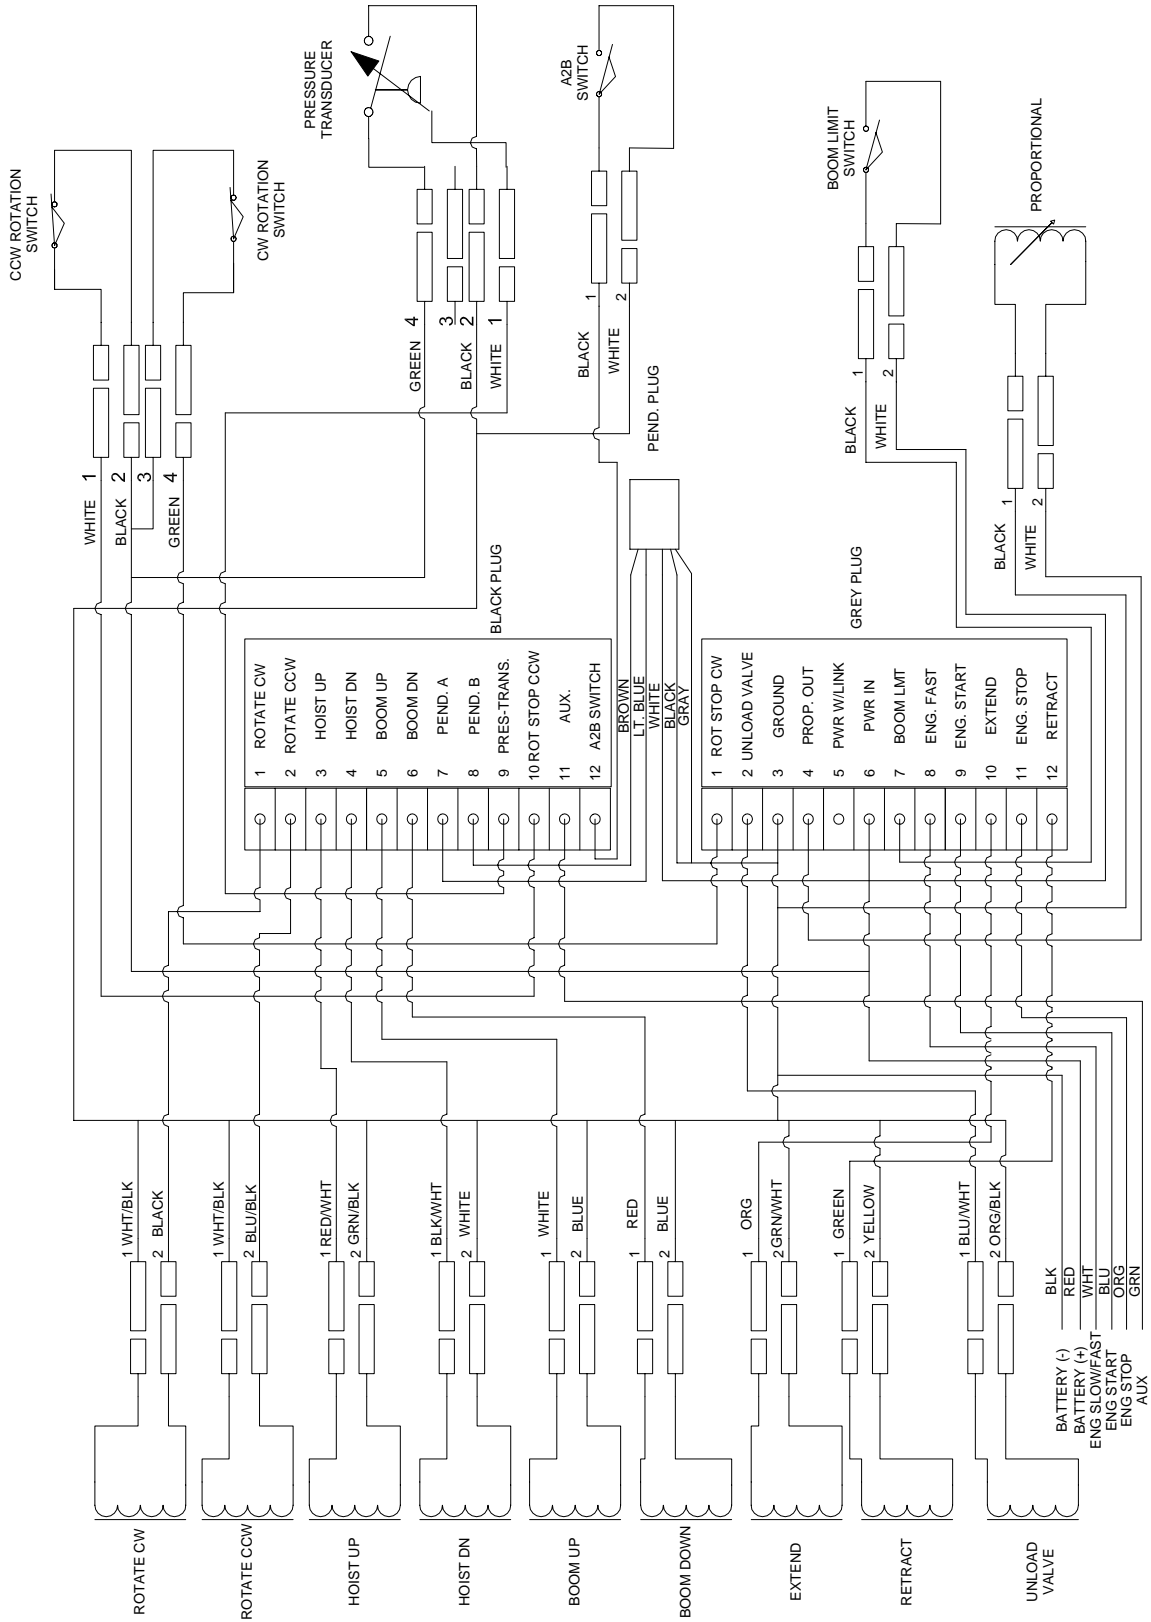 CCW ROTATION
SWITCH
CW ROTATION
SWITCH
PRESSURE
TRANSDUCER
A2B
SWITCH
BOOM LIMIT
SWITCH
PROPORTIONAL
WHITE 1
BLACK 2
3
GREEN 4
GREEN 4
3
BLACK 2
WHITE 1
BLACK 1
WHITE 2
BLACK 1
WHITE 2
BLACK 1
WHITE 2
PEND. PLUG
BROWN
LT. BLUE
WHITE
BLACK
GRAY
BLACK PLUG
1 ROTATE CW
2 ROTATE CCW
3 HOIST UP
4 HOIST DN
5 BOOM UP
6 BOOM DN
7 PEND. A
8 PEND. B
9 PRES-TRANS.
10 ROT STOP CCW
11 AUX.
12 A2B SWITCH
GREY PLUG
1 ROT STOP CW
2 UNLOAD VALVE
3 GROUND
4 PROP. OUT
5 PWR W/LINK
6 PWR IN
7 BOOM LMT
8 ENG. FAST
9 ENG. START
10 EXTEND
11 ENG. STOP
12 RETRACT
1 WHT/BLK
2 BLACK
1 WHT/BLK
2 BLU/BLK
1 RED/WHT
2 GRN/BLK
1 BLK/WHT
2 WHITE
1 WHITE
2 BLUE
1 RED
2 BLUE
1 ORG
2 GRN/WHT
1 GREEN
2 YELLOW
1 BLU/WHT
2 ORG/BLK
BLK
RED
WHT
BLU
ORG
GRN
BATTERY (-)
BATTERY (+)
ENG SLOW/FAST
ENG START
ENG STOP
AUX
ROTATE CW
ROTATE CCW
HOIST UP
HOIST DN
BOOM UP
BOOM DOWN
EXTEND
RETRACT
UNLOAD
VALVE